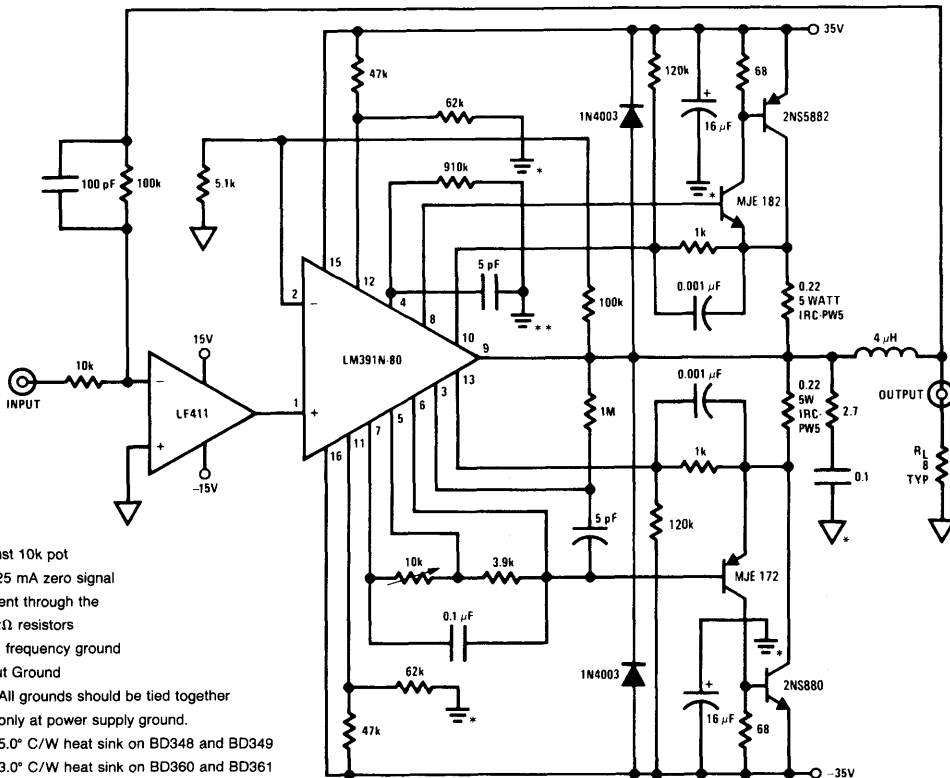 35V
47k
120k
68
62k
1N4003
+
16 µF
2NS5882
*
100 pF
100k
5.1k
910k
*
MJE 182
15
12
5 pF
1k
2
−
4
8
**
100k
0.001 µF
0.22
5 WATT
IRC-PW5
10
4 µH
15V
LM391N-80
9
10k
13
INPUT
−
LF411
1
+
3
6
5
7
11
16
1M
0.001 µF
0.22
5W
IRC-
PW5
2.7
OUTPUT
+
−15V
1k
RL
8
TYP
0.1
5 pF
120k
*
ust 10k pot
25 mA zero signal
ent through the
Ω resistors
frequency ground
ut Ground
All grounds should be tied together
only at power supply ground.
5.0° C/W heat sink on BD348 and BD349
3.0° C/W heat sink on BD360 and BD361
10k
3.9k
MJE 172
0.1 µF
*
62k
1N4003
+
16 µF
2NS880
*
47k
68
−35V